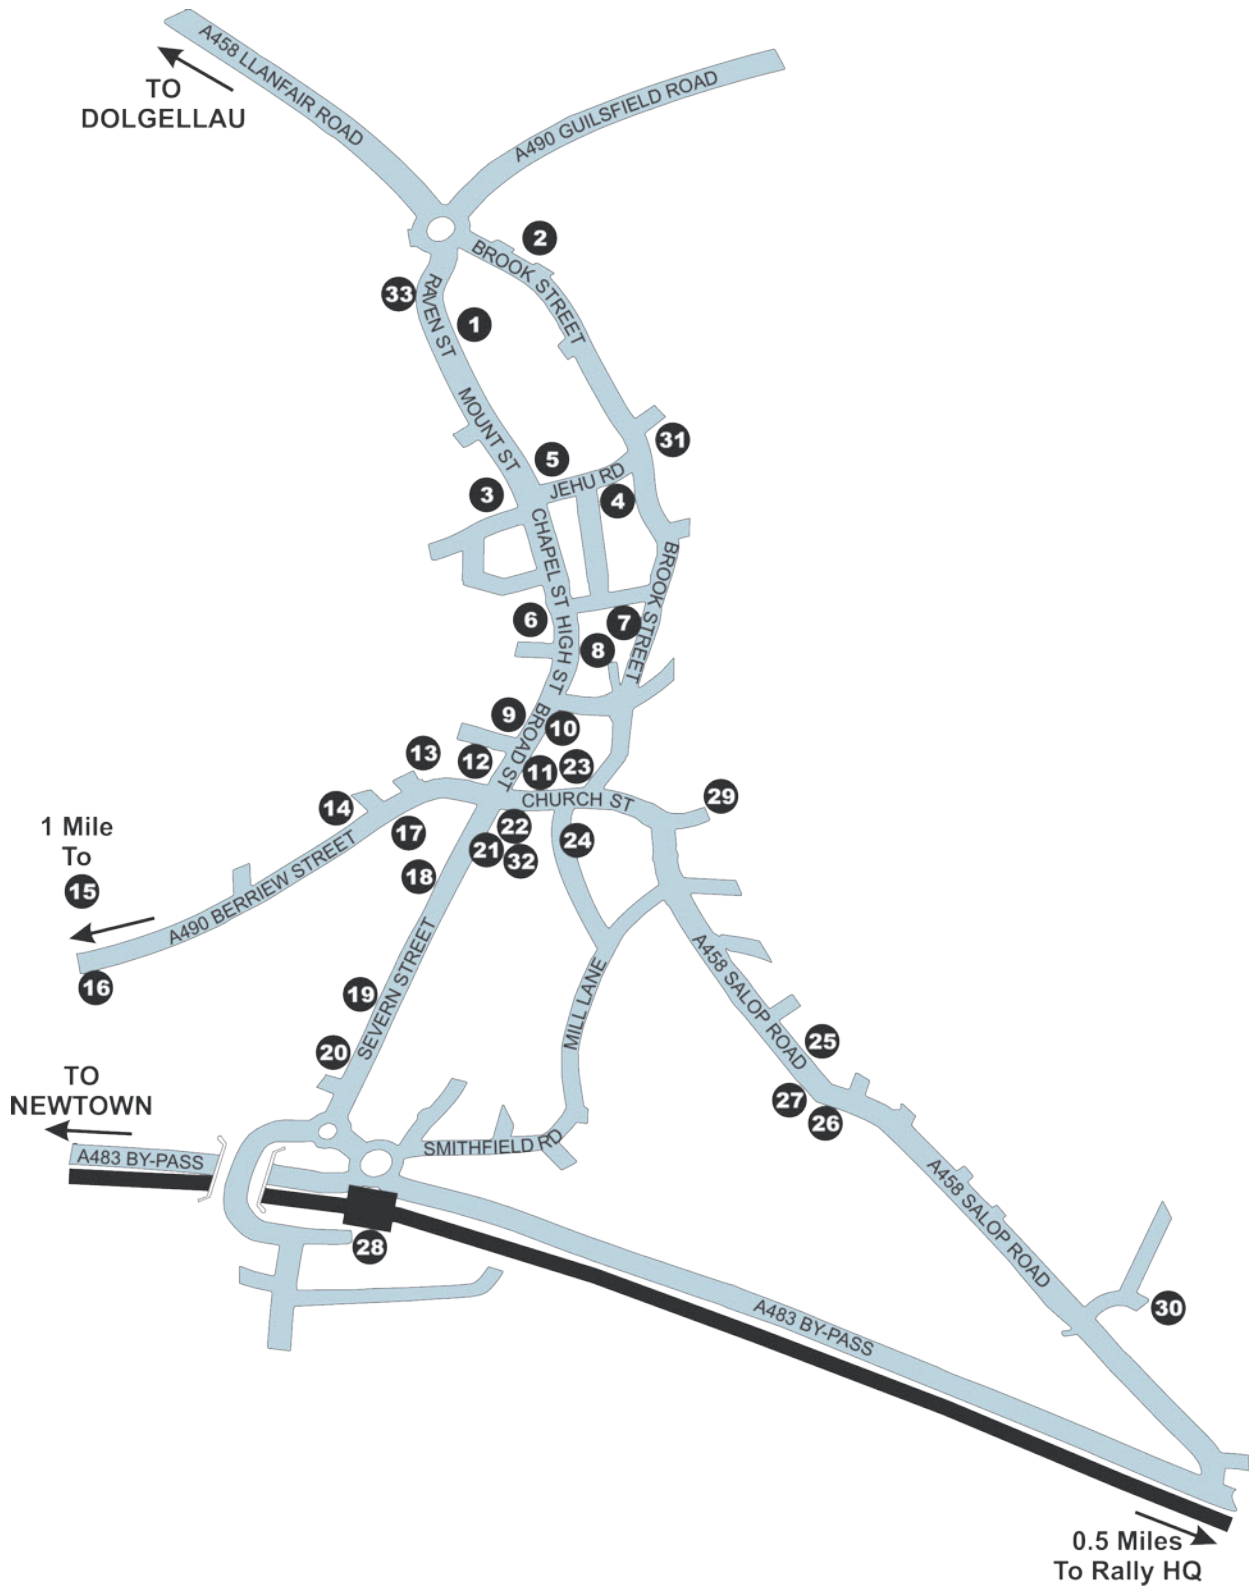 A458 LLANFAIR ROAD
TO
DOLGELLAU
A490 GUILSFIELD ROAD
2
BROOK STREET
33
RAVEN ST
1
MOUNT ST
31
5
JEHU RD
3
4
CHAPEL ST
BROOK STREET
6
HIGH ST
7
8
9
BROAD ST
10
13
12
11
23
CHURCH ST
29
14
1 Mile
To
15
17
22
24
21
32
18
A490 BERRIEW STREET
16
A458 SALOP ROAD
19
SEVERN STREET
MILL LANE
20
25
27
26
TO
NEWTOWN
A483 BY-PASS
SMITHFIELD RD
28
A458 SALOP ROAD
30
A483 BY-PASS
0.5 Miles
To Rally HQ